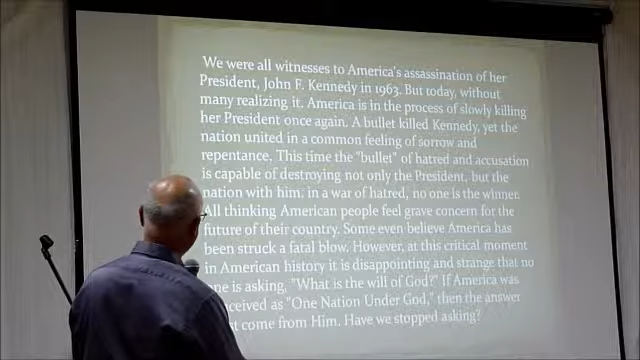 We were all witnesses to America's assassination of her
President, John F. Kennedy in 1963. But today, without
many realizing it. America is in the process of slowly killing
her President once again. A bullet killed Kennedy, yet the
nation united in a common feeling of sorrow and
repentance. This time the "bullet" of hatred and accusation
is capable of destroying not only the President, but the
nation with him. in a war of hatred, no one is the winner.
All thinking American people feel grave concern for the
future of their country. Some even believe America has
been struck a fatal blow. However, at this critical moment
in American history it is disappointing and strange that no
one is asking, "What is the will of God?" If America was
as "One Nation Under God," then the answer
come from Him. Have we stopped asking?